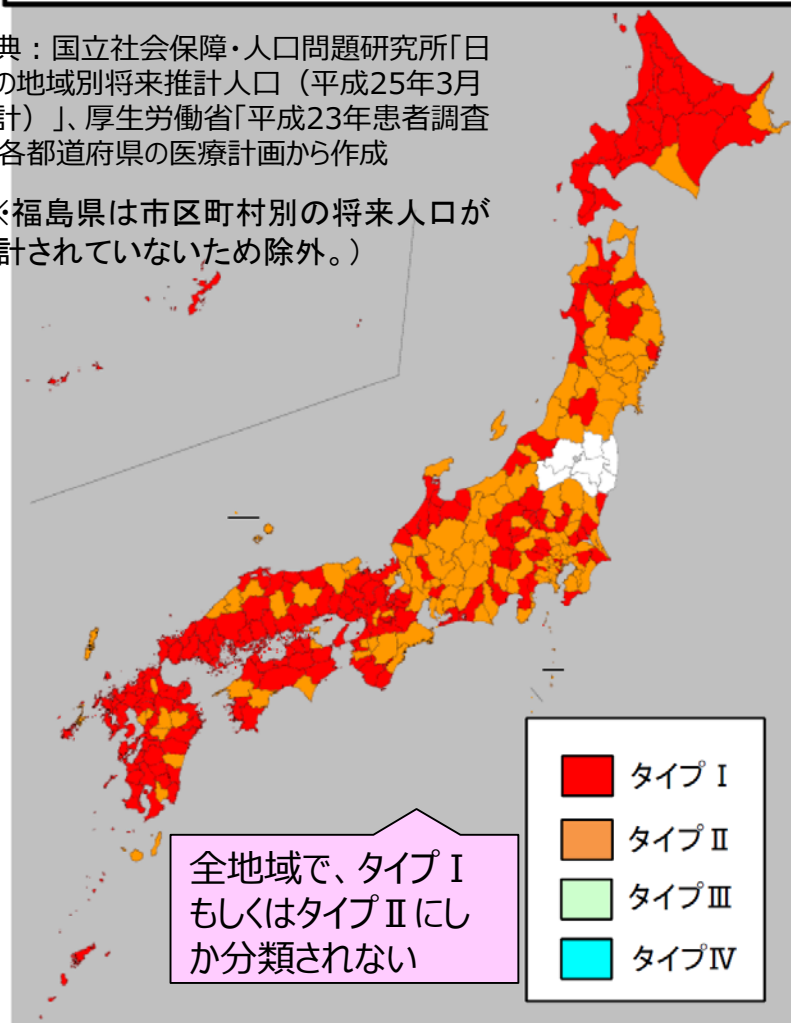 典：国立社会保障・人口問題研究所「日
の地域別将来推計人口（平成25年3月
計）」、厚生労働省「平成23年患者調査
各都道府県の医療計画から作成
※福島県は市区町村別の将来人口が
計されていないため除外。）
全地域で、タイプⅠ
もしくはタイプⅡにし
か分類されない
タイプⅠ
タイプⅡ
タイプⅢ
タイプⅣ